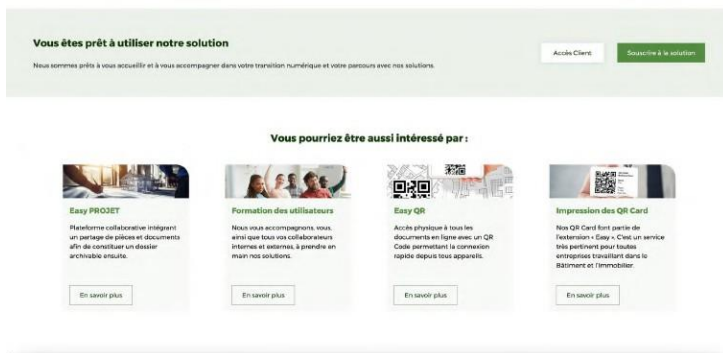 Vous êtes prêt à utiliser notre solution
Nous sommes prêts à vous accueillir et à vous accompagner dans votre transition numérique et votre parcours avec nos solutions.
Accès Client
Souscrire à la solution
Vous pourriez être aussi intéressé par :
Easy PROJET
Plateforme collaborative intégrant
un partage de pièces et documents
afin de constituer un dossier
archivable ensuite.
En savoir plus
Formation des utilisateurs
Nous vous accompagnons, vous,
ainsi que tous vos collaborateurs
internes et externes, à prendre en
main nos solutions.
En savoir plus
Easy QR
Accès physique à tous les
documents en ligne avec un QR
Code permettant la connexion
rapide depuis tous appareils.
En savoir plus
Impression des QR Card
Nos QR Card font partie de
l'extension « Easy ». C'est un service
très pertinent pour toutes
entreprises travaillant dans le
Bâtiment et l'Immobilier.
En savoir plus